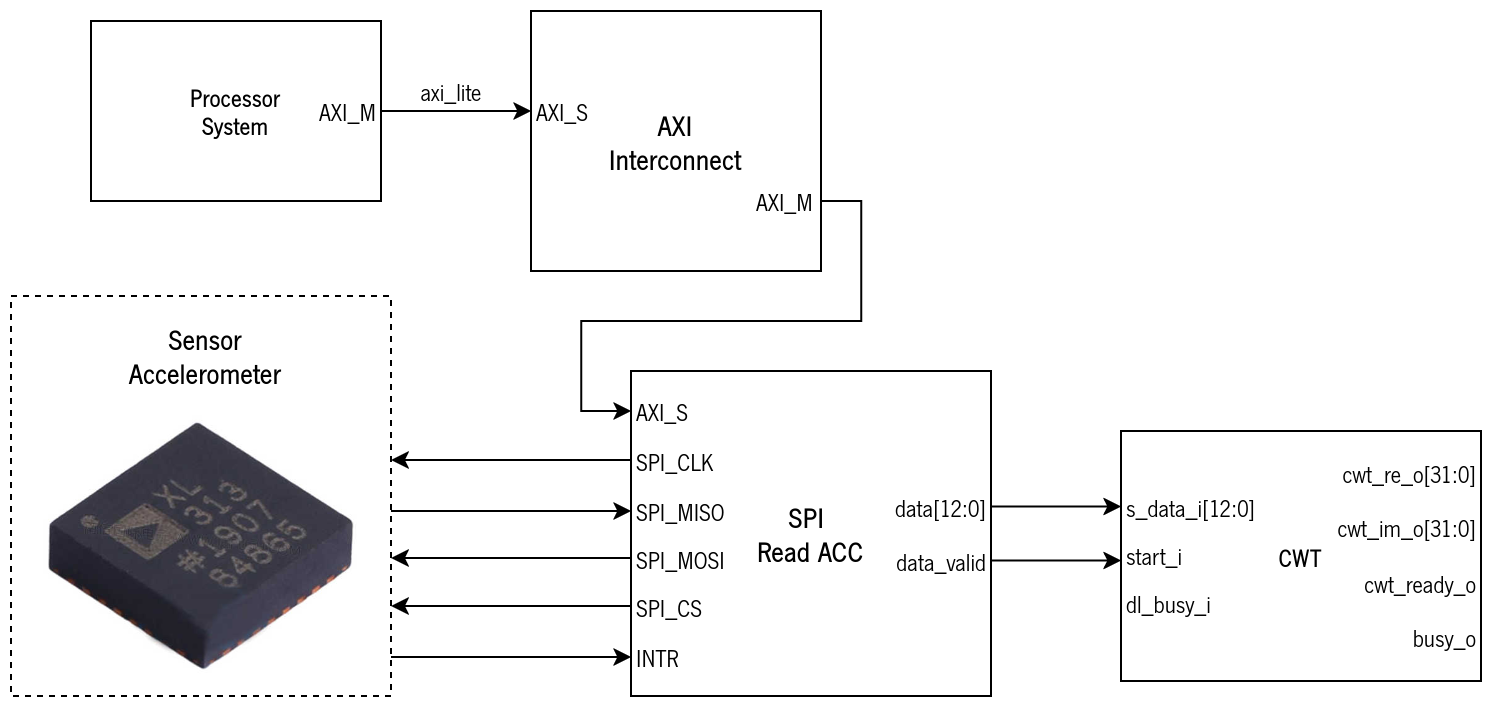 Processor
System
AXI_M
axi_lite
AXI_S
AXI
Interconnect
AXI_M
Sensor
Accelerometer
XL
313
#1907
84865
AXI_S
SPI_CLK
SPI_MISO
SPI_MOSI
SPI_CS
INTR
SPI
Read ACC
data[12:0]
data_valid
s_data_i[12:0]
start_i
dl_busy_i
CWT
cwt_re_o[31:0]
cwt_im_o[31:0]
cwt_ready_o
busy_o